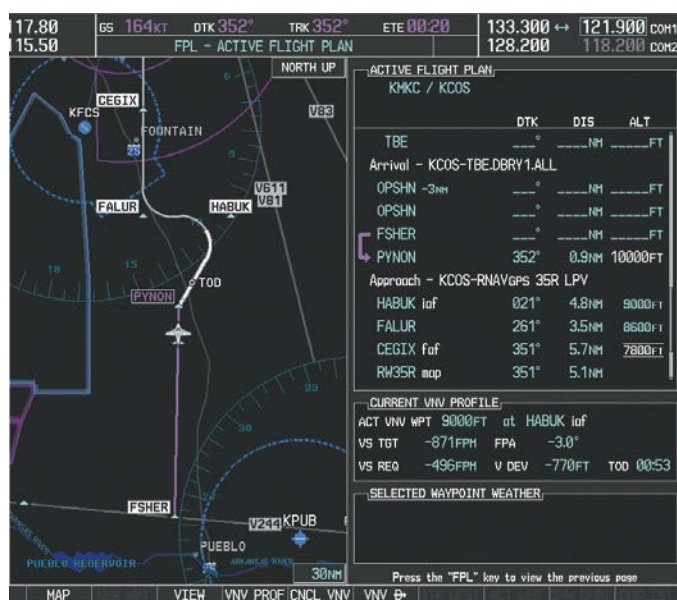 17.80 GS 164KT DTK 352° TRK 352° ETE 00:20 133.300 ↔ 121.900 COM1
15.50 FPL - ACTIVE FLIGHT PLAN 128.200 118.200 COM2
NORTH UP
KFCS
CEGIX
V83
FOUNTAIN
25
FALUR
HABUK
V611
V81
18
15
TOD
PYNON
33
30
FSHER
V244
KPUB
PUEBLO
PUEBLO RESERVOIR
ARKANSAS RIVER
ARKANSAS RIVER
30NM
ACTIVE FLIGHT PLAN
KMKC / KCOS
DTK DIS ALT
TBE ___° ____NM _____FT
Arrival - KCOS-TBE.DBRY1.ALL
OPSHN -3NM ___° ____NM _____FT
OPSHN ___° ____NM _____FT
FSHER ___° ____NM _____FT
PYNON 352° 0.9NM 10000FT
Approach - KCOS-RNAVGPS 35R LPV
HABUK iaf 021° 4.8NM 9000FT
FALUR 261° 3.5NM 8600FT
CEGIX faf 351° 5.7NM 7800FT
RW35R map 351° 5.1NM
CURRENT VNV PROFILE
ACT VNV WPT 9000FT at HABUK iaf
VS TGT -871FPM FPA -3.0°
VS REQ -496FPM V DEV -770FT TOD 00:53
SELECTED WAYPOINT WEATHER
Press the "FPL" key to view the previous page
MAP VIEW VNV PROF CNCL VNV VNV D→